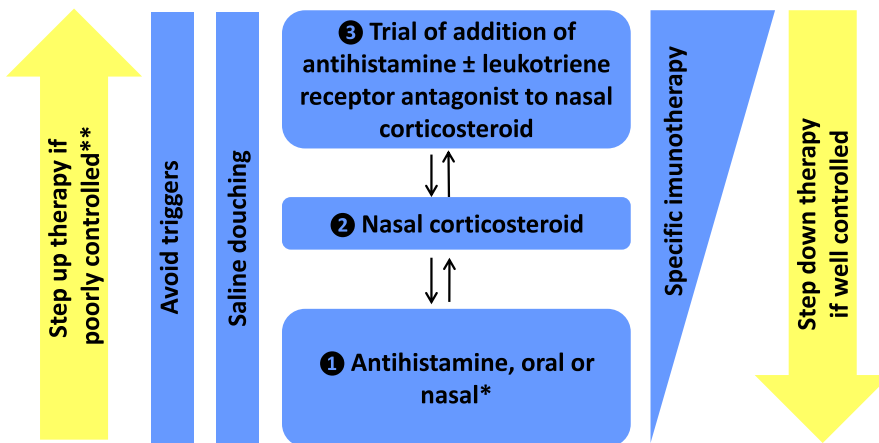 Step up therapy if
poorly controlled**
Avoid triggers
Saline douching
❸ Trial of addition of
antihistamine ± leukotriene
receptor antagonist to nasal
corticosteroid
❷ Nasal corticosteroid
❶ Antihistamine, oral or
nasal*
Specific imunotherapy
Step down therapy
if well controlled